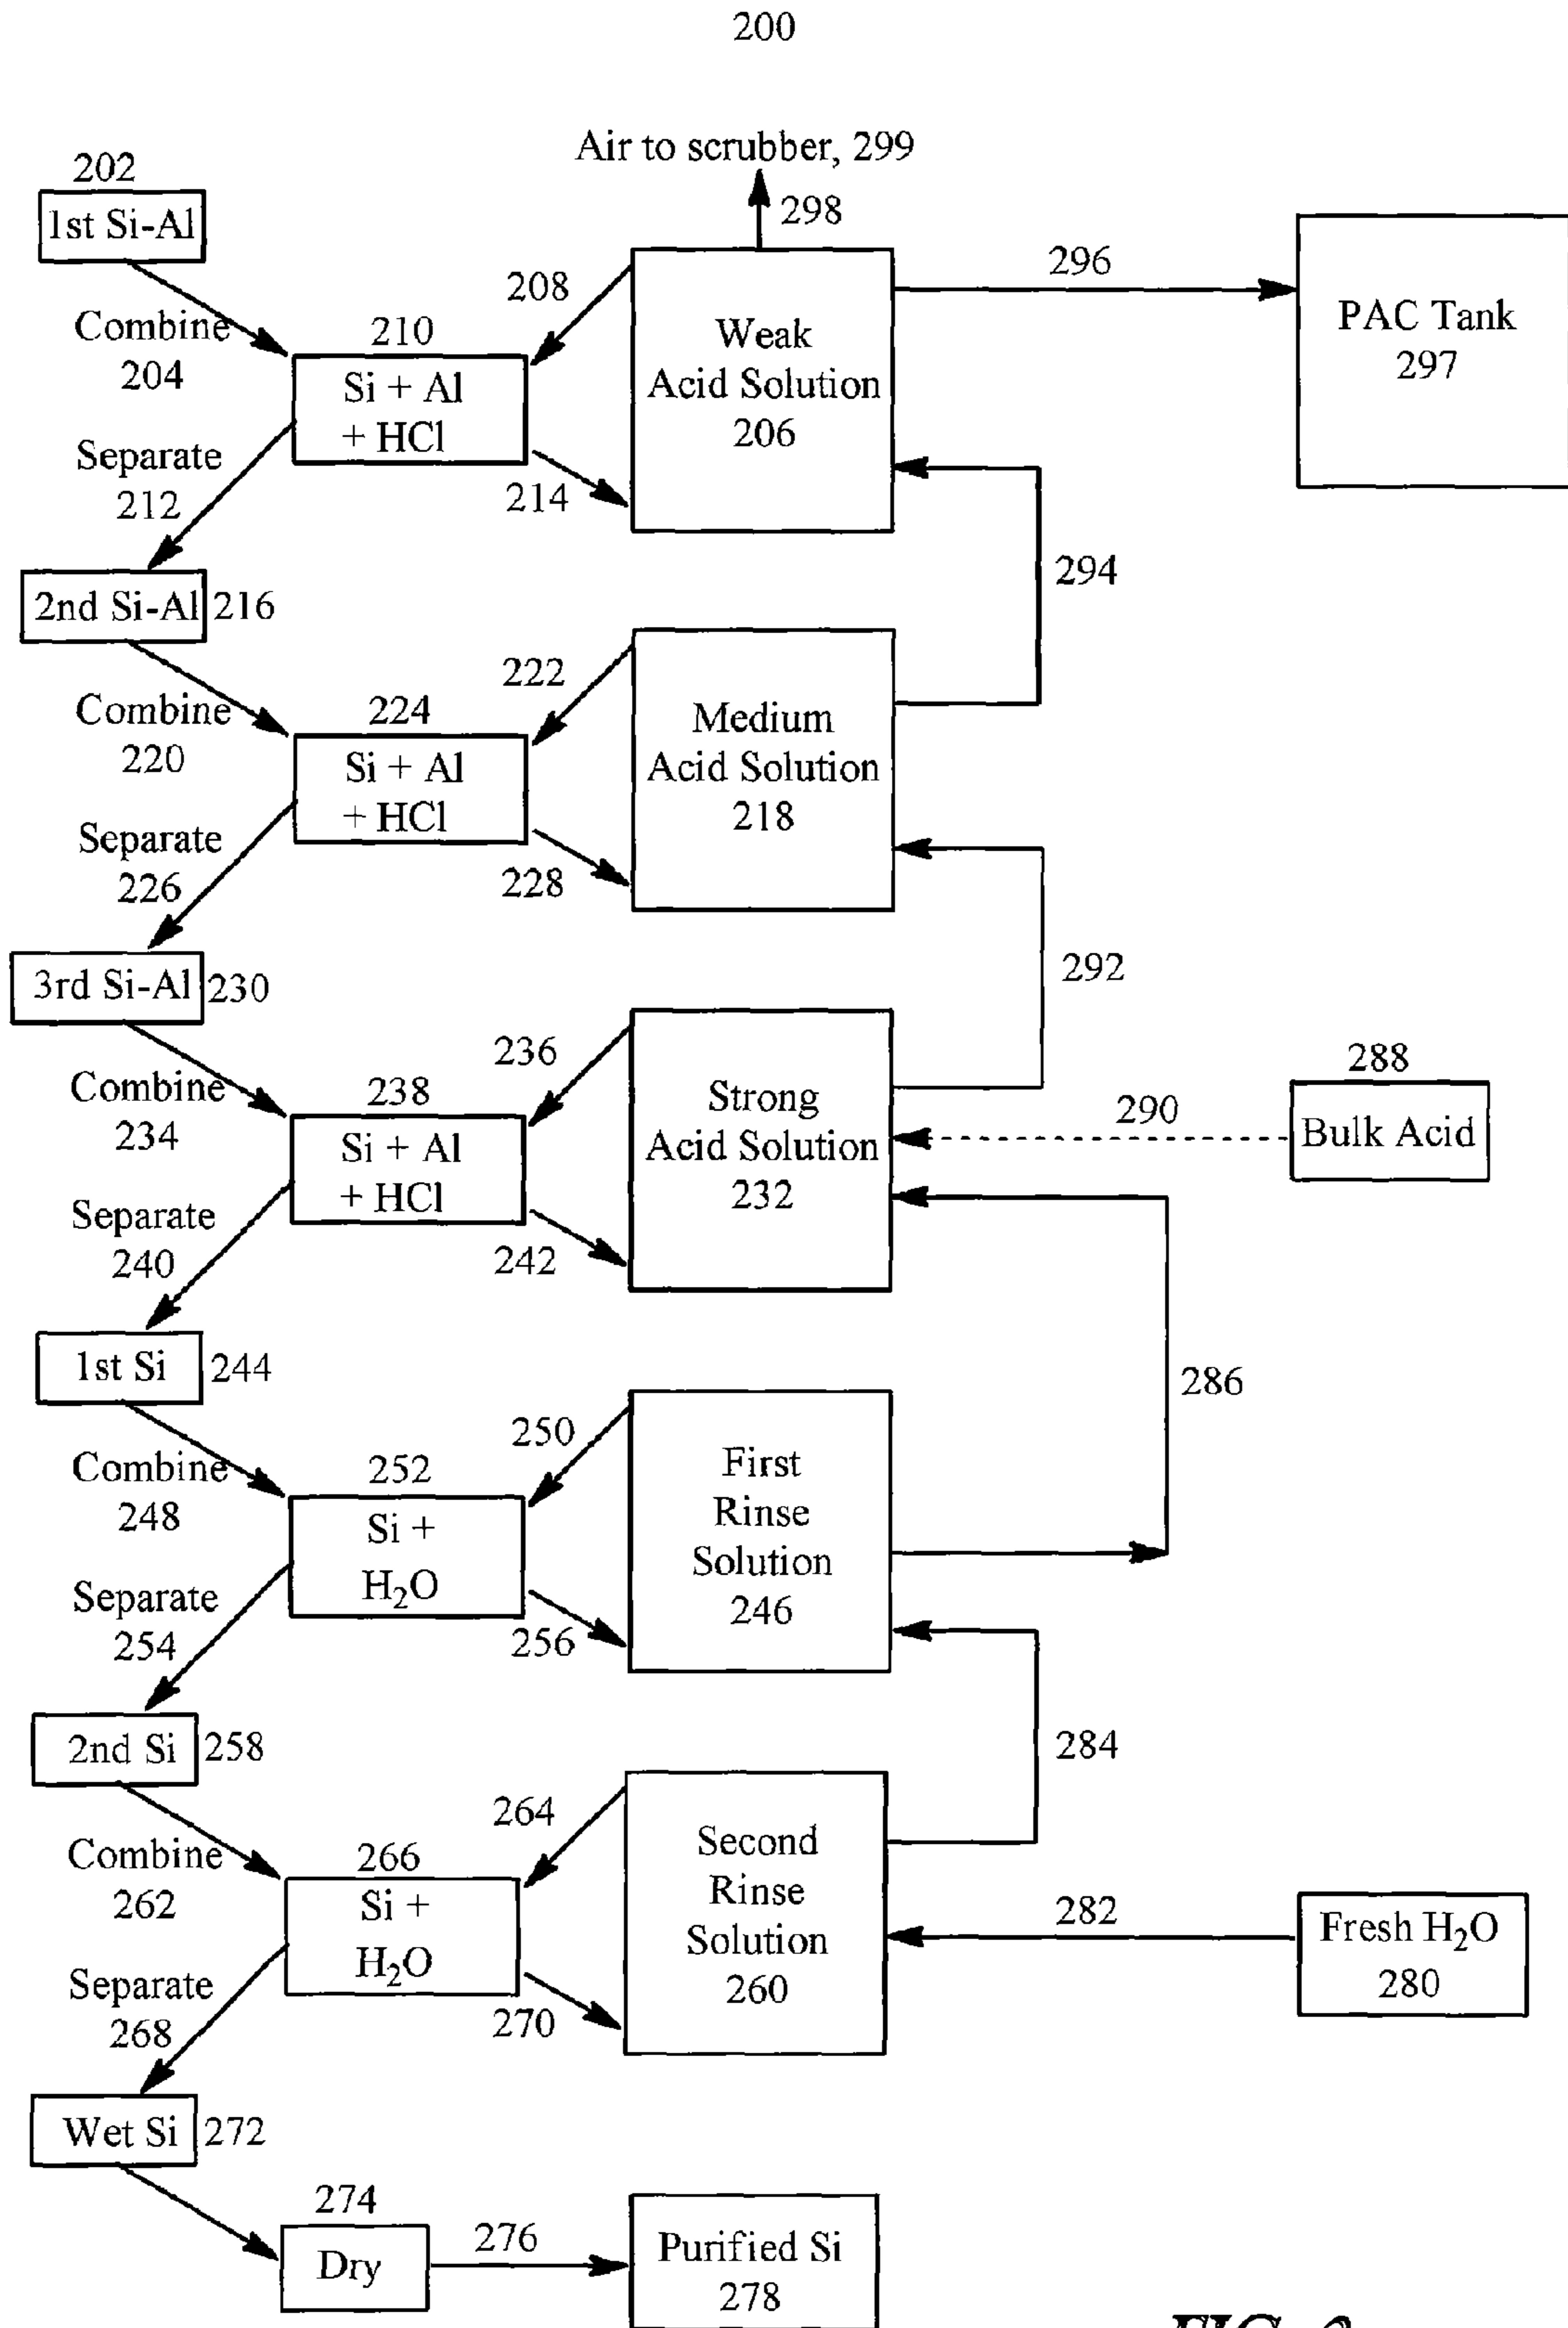 200
Air to scrubber, 299
298
202
1st Si-Al
Combine
204
208
210
Si + Al
+ HCl
Weak
Acid Solution
206
296
PAC Tank
297
Separate
212
214
294
2nd Si-Al
216
Combine
220
222
224
Si + Al
+ HCl
Medium
Acid Solution
218
Separate
226
228
292
3rd Si-Al
230
Combine
234
236
238
Si + Al
+ HCl
Strong
Acid Solution
232
290
288
Bulk Acid
Separate
240
242
286
1st Si
244
Combine
248
250
252
Si +
H₂O
First
Rinse
Solution
246
Separate
254
256
284
2nd Si
258
Combine
262
264
266
Si +
H₂O
Second
Rinse
Solution
260
282
Fresh H₂O
280
Separate
268
270
Wet Si
272
274
Dry
276
Purified Si
278